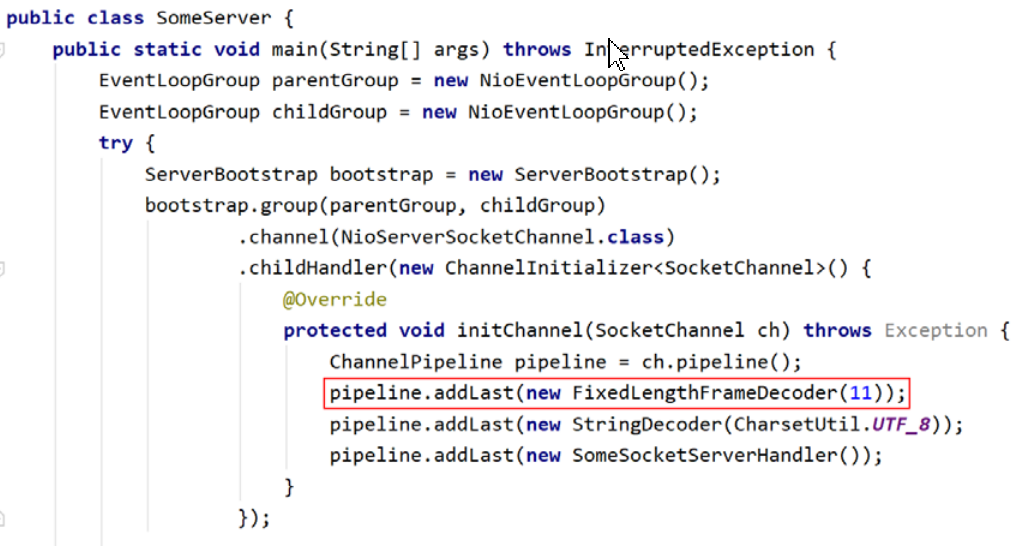 public class SomeServer {
public static void main(String[] args) throws InterruptedException {
EventLoopGroup parentGroup = new NioEventLoopGroup();
EventLoopGroup childGroup = new NioEventLoopGroup();
try {
ServerBootstrap bootstrap = new ServerBootstrap();
bootstrap.group(parentGroup, childGroup)
.channel(NioServerSocketChannel.class)
.childHandler(new ChannelInitializer<SocketChannel>() {
@Override
protected void initChannel(SocketChannel ch) throws Exception {
ChannelPipeline pipeline = ch.pipeline();
pipeline.addLast(new FixedLengthFrameDecoder(11));
pipeline.addLast(new StringDecoder(CharsetUtil.UTF_8));
pipeline.addLast(new SomeSocketServerHandler());
}
});